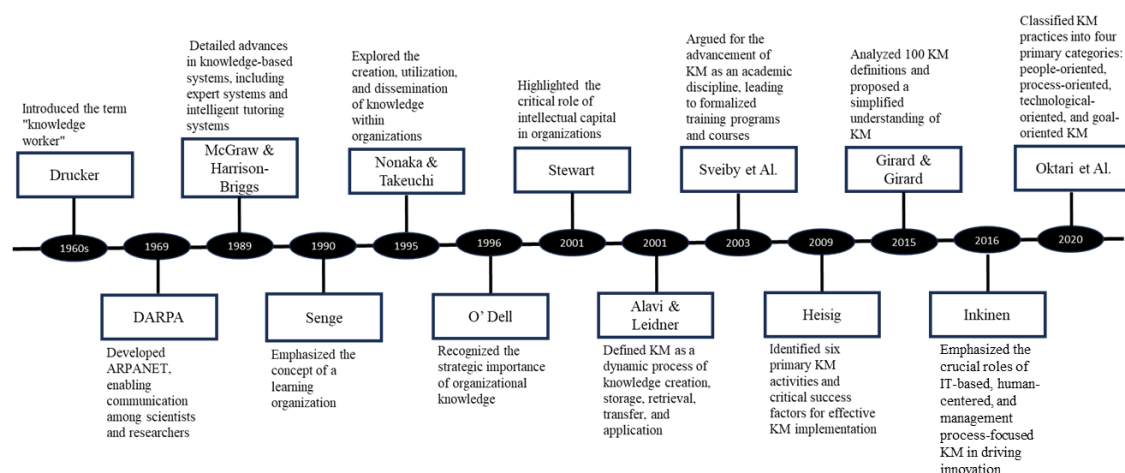 Introduced the term
"knowledge
worker"
Drucker
1960s
DARPA
1969
Developed
ARPANET,
enabling
communication
among scientists
and researchers
Detailed advances
in knowledge-based
systems, including
expert systems and
intelligent tutoring
systems
McGraw &
Harrison-
Briggs
1989
1990
Senge
Emphasized the
concept of a
learning
organization
Explored the
creation, utilization,
and dissemination
of knowledge
within
organizations
Nonaka &
Takeuchi
1995
1996
O' Dell
Recognized the
strategic importance
of organizational
knowledge
Highlighted the
critical role of
intellectual capital
in organizations
Stewart
2001
2001
Alavi &
Leidner
Defined KM as a
dynamic process of
knowledge creation,
storage, retrieval,
transfer, and
application
Argued for the
advancement of
KM as an academic
discipline, leading
to formalized
training programs
and courses
Sveiby et Al.
2003
2009
Heisig
Identified six
primary KM
activities and
critical success
factors for effective
KM implementation
Analyzed 100 KM
definitions and
proposed a
simplified
understanding of
KM
Girard &
Girard
2015
2016
Inkinen
Emphasized the
crucial roles of
IT-based, human-
centered, and
management
process-focused
KM in driving
innovation
Classified KM
practices into four
primary categories:
people-oriented,
process-oriented,
technological-
oriented, and goal-
oriented KM
Oktari et Al.
2020